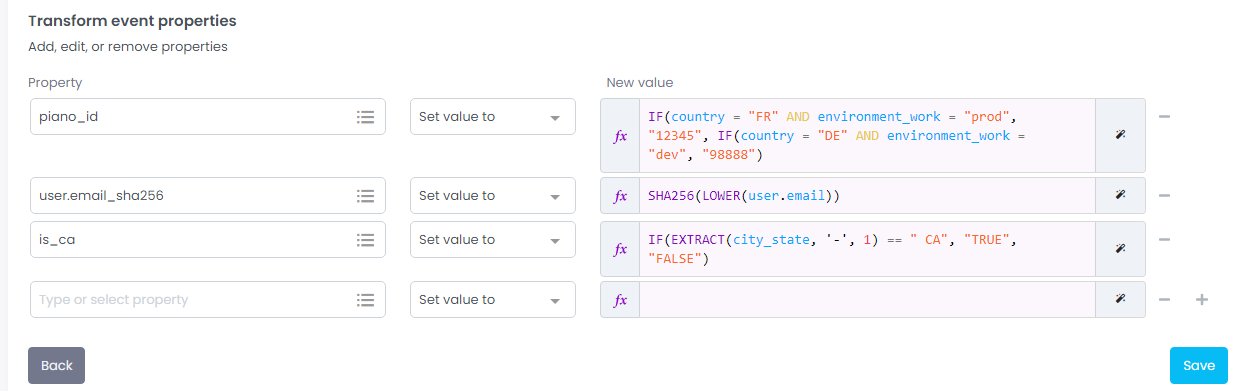 Transform event properties
Add, edit, or remove properties
Property
New value
piano_id
Set value to
fx
IF(country = "FR" AND environment_work = "prod",
"12345", IF(country = "DE" AND environment_work =
"dev", "98888")
user.email_sha256
Set value to
fx
SHA256(LOWER(user.email))
is_ca
Set value to
fx
IF(EXTRACT(city_state, '-', 1) == " CA", "TRUE",
"FALSE")
Type or select property
Set value to
fx
Back
Save